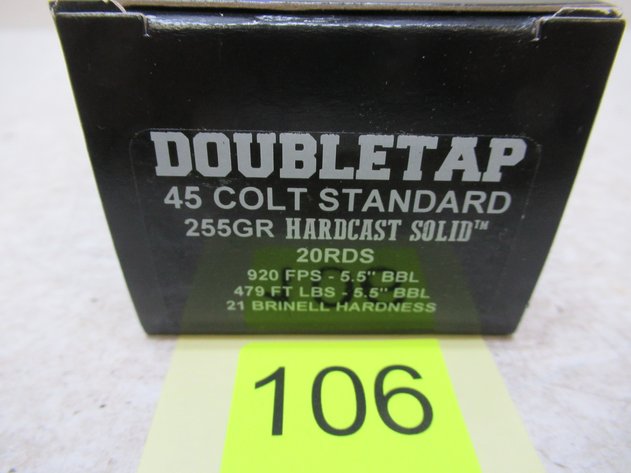 DOUBLETAP
45 COLT STANDARD
255GR HARDCAST SOLID™
20RDS
920 FPS - 5.5" BBL
479 FT LBS - 5.5" BBL
21 BRINELL HARDNESS
106